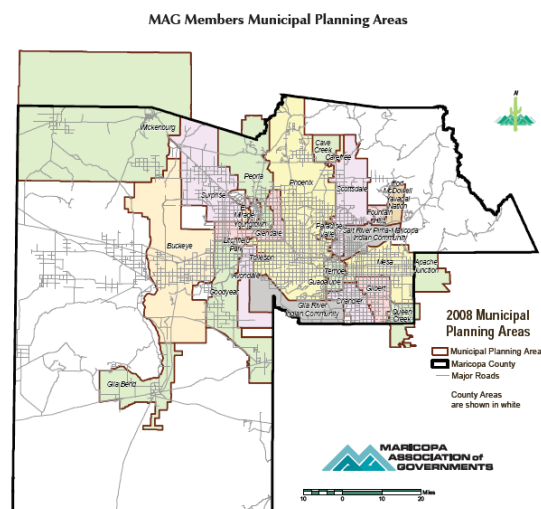 MAG Members Municipal Planning Areas
N
Wickenburg
Cave
Creek
Carefree
Peoria
Phoenix
Scottsdale
Fort
McDowell
Yavapai
Nation
Surprise
El
Mirage
Youngtown
Fountain
Hills
Paradise
Valley
Salt River Pima-Maricopa
Indian Community
Glendale
Litchfield
Park
Buckeye
Tolleson
Mesa
Apache
Junction
Tempe
Avondale
Guadalupe
Goodyear
Gilbert
Chandler
Gila River
Indian Community
Queen
Creek
Gila Bend
2008 Municipal
Planning Areas
Municipal Planning Area
Maricopa County
Major Roads
County Areas
are shown in white
MARICOPA
ASSOCIATION of
GOVERNMENTS
Miles
10 0 10 20